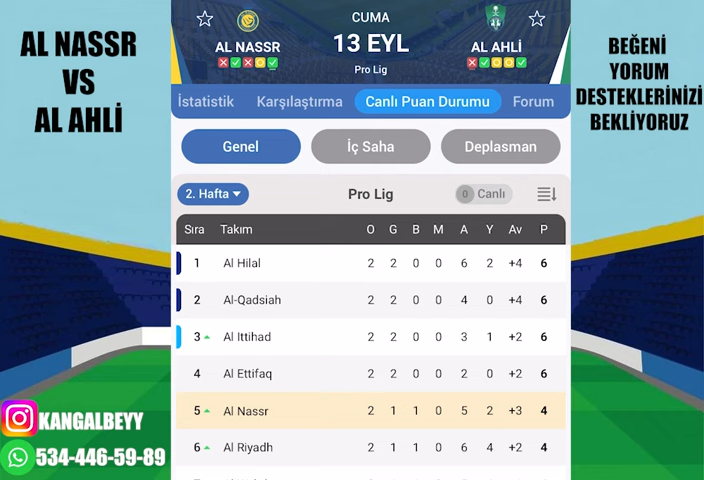 AL NASSR
VS
AL AHLİ
CUMA
13 EYL
Pro Lig
AL NASSR
AL AHLİ
BEĞENİ
YORUM
DESTEKLERİNİZİ
BEKLİYORUZ
İstatistik Karşılaştırma Canlı Puan Durumu Forum
Genel İç Saha Deplasman
2. Hafta Pro Lig 0 Canlı
Sıra Takım O G B M A Y Av P
1 Al Hilal 2 2 0 0 6 2 +4 6
2 Al-Qadsiah 2 2 0 0 4 0 +4 6
3 Al Ittihad 2 2 0 0 3 1 +2 6
4 Al Ettifaq 2 2 0 0 2 0 +2 6
5 Al Nassr 2 1 1 0 5 2 +3 4
6 Al Riyadh 2 1 1 0 6 4 +2 4
KANGALBEYY
534-446-59-89